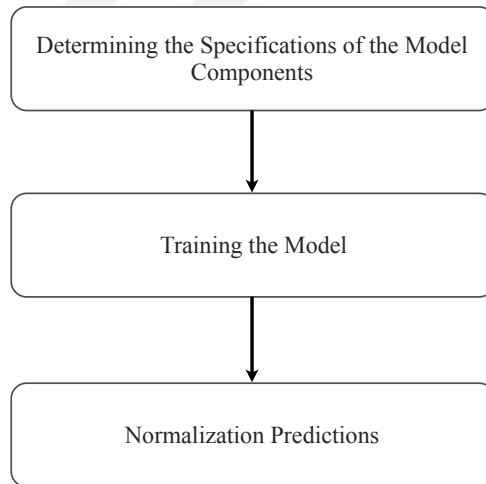 Determining the Specifications of the Model
Components
Training the Model
Normalization Predictions